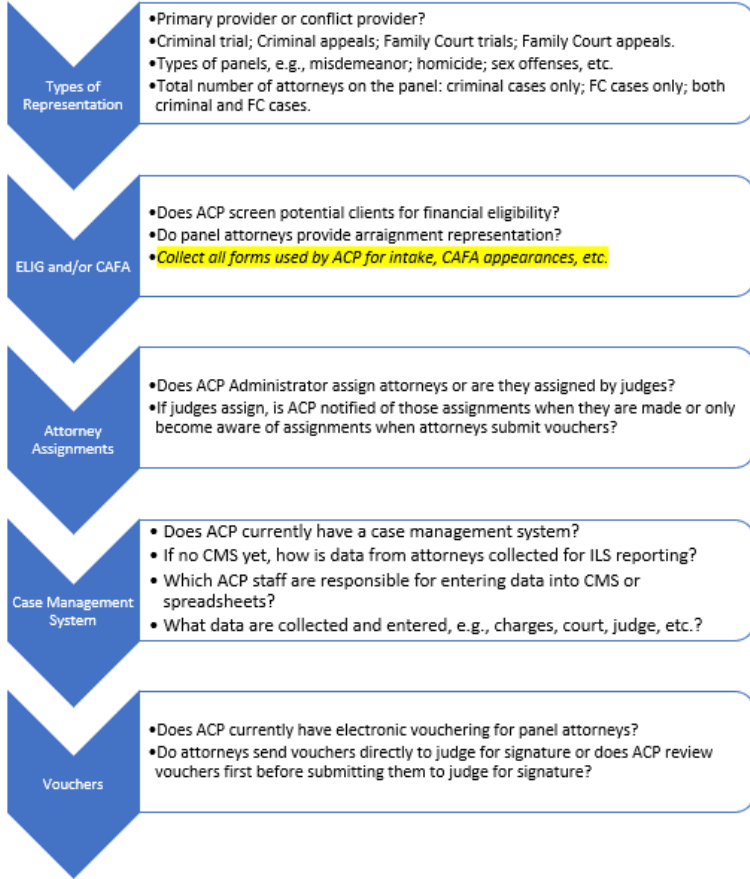 Types of
Representation
•Primary provider or conflict provider?
•Criminal trial; Criminal appeals; Family Court trials; Family Court appeals.
•Types of panels, e.g., misdemeanor; homicide; sex offenses, etc.
•Total number of attorneys on the panel: criminal cases only; FC cases only; both
criminal and FC cases.
ELIG and/or CAFA
•Does ACP screen potential clients for financial eligibility?
•Do panel attorneys provide arraignment representation?
•Collect all forms used by ACP for intake, CAFA appearances, etc.
Attorney
Assignments
•Does ACP Administrator assign attorneys or are they assigned by judges?
•If judges assign, is ACP notified of those assignments when they are made or only
become aware of assignments when attorneys submit vouchers?
Case Management
System
• Does ACP currently have a case management system?
• If no CMS yet, how is data from attorneys collected for ILS reporting?
• Which ACP staff are responsible for entering data into CMS or
spreadsheets?
• What data are collected and entered, e.g., charges, court, judge, etc.?
Vouchers
•Does ACP currently have electronic vouchering for panel attorneys?
•Do attorneys send vouchers directly to judge for signature or does ACP review
vouchers first before submitting them to judge for signature?